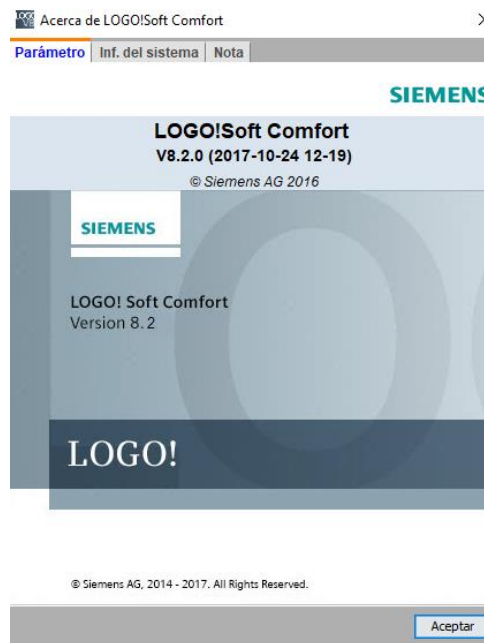 Acerca de LOGO!Soft Comfort
Parámetro Inf. del sistema Nota
SIEMENS
LOGO!Soft Comfort
V8.2.0 (2017-10-24 12-19)
© Siemens AG 2016
SIEMENS
LOGO! Soft Comfort
Version 8.2
LOGO!
© Siemens AG, 2014 - 2017. All Rights Reserved.
Aceptar